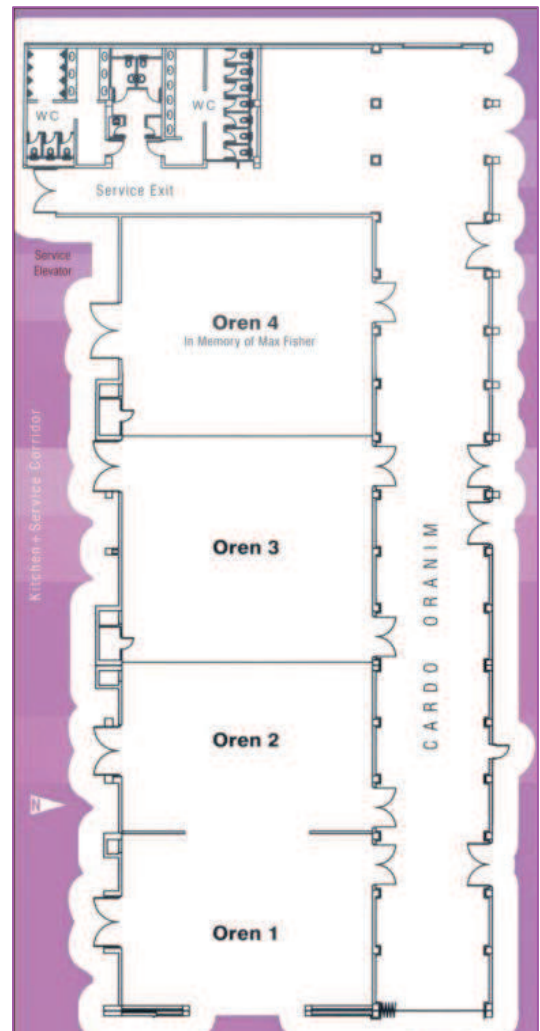 WC
WC
Service Exit
Service
Elevator
Oren 4
In Memory of Max Fisher
Kitchen + Service Corridor
Oren 3
CARDO ORANIM
Oren 2
N
Oren 1